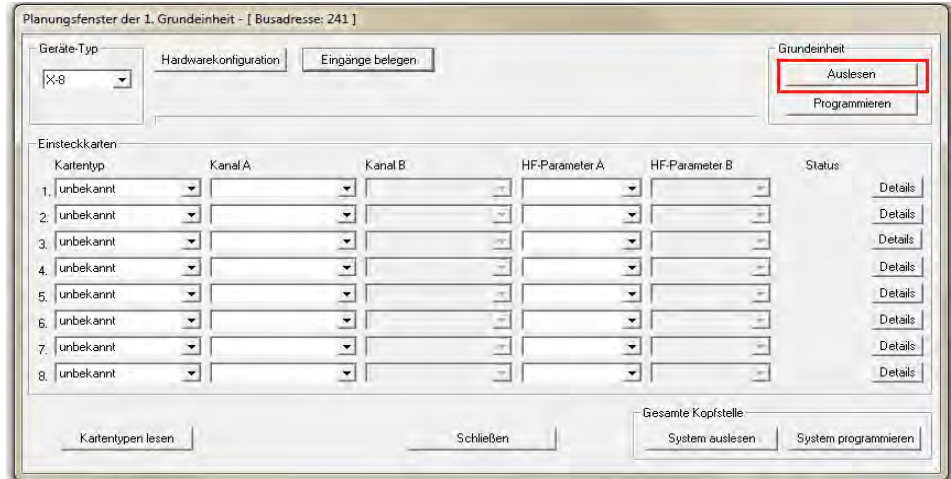 Planungsfenster der 1. Grundeinheit - [ Busadresse: 241 ]
Geräte-Typ
Grundeinheit
X-8
Hardwarekonfiguration
Eingänge belegen
Auslesen
Programmieren
Einsteckkarten
Kartentyp Kanal A Kanal B HF-Parameter A HF-Parameter B Status
1. unbekannt Details
2. unbekannt Details
3. unbekannt Details
4. unbekannt Details
5. unbekannt Details
6. unbekannt Details
7. unbekannt Details
8. unbekannt Details
Gesamte Kopfstelle
Kartentypen lesen Schließen System auslesen System programmieren